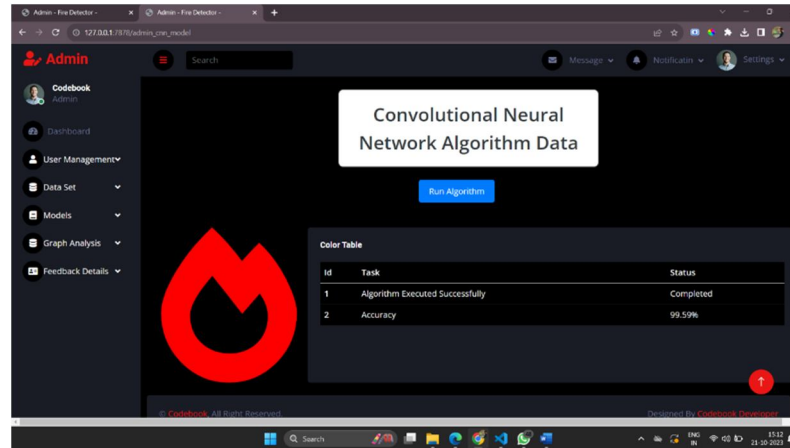 Admin - Fire Detector -
Admin - Fire Detector -
127.0.0.1:7878/admin_cnn_model
Admin
Search
Message
Notificatin
Settings
Codebook
Admin
Dashboard
User Management
Data Set
Models
Graph Analysis
Feedback Details
Convolutional Neural
Network Algorithm Data
Run Algorithm
Color Table
Id Task Status
1 Algorithm Executed Successfully Completed
2 Accuracy 99.59%
© Codebook, All Right Reserved.
Designed By Codebook Developer
Search
ENG
IN
15:12
21-10-2023